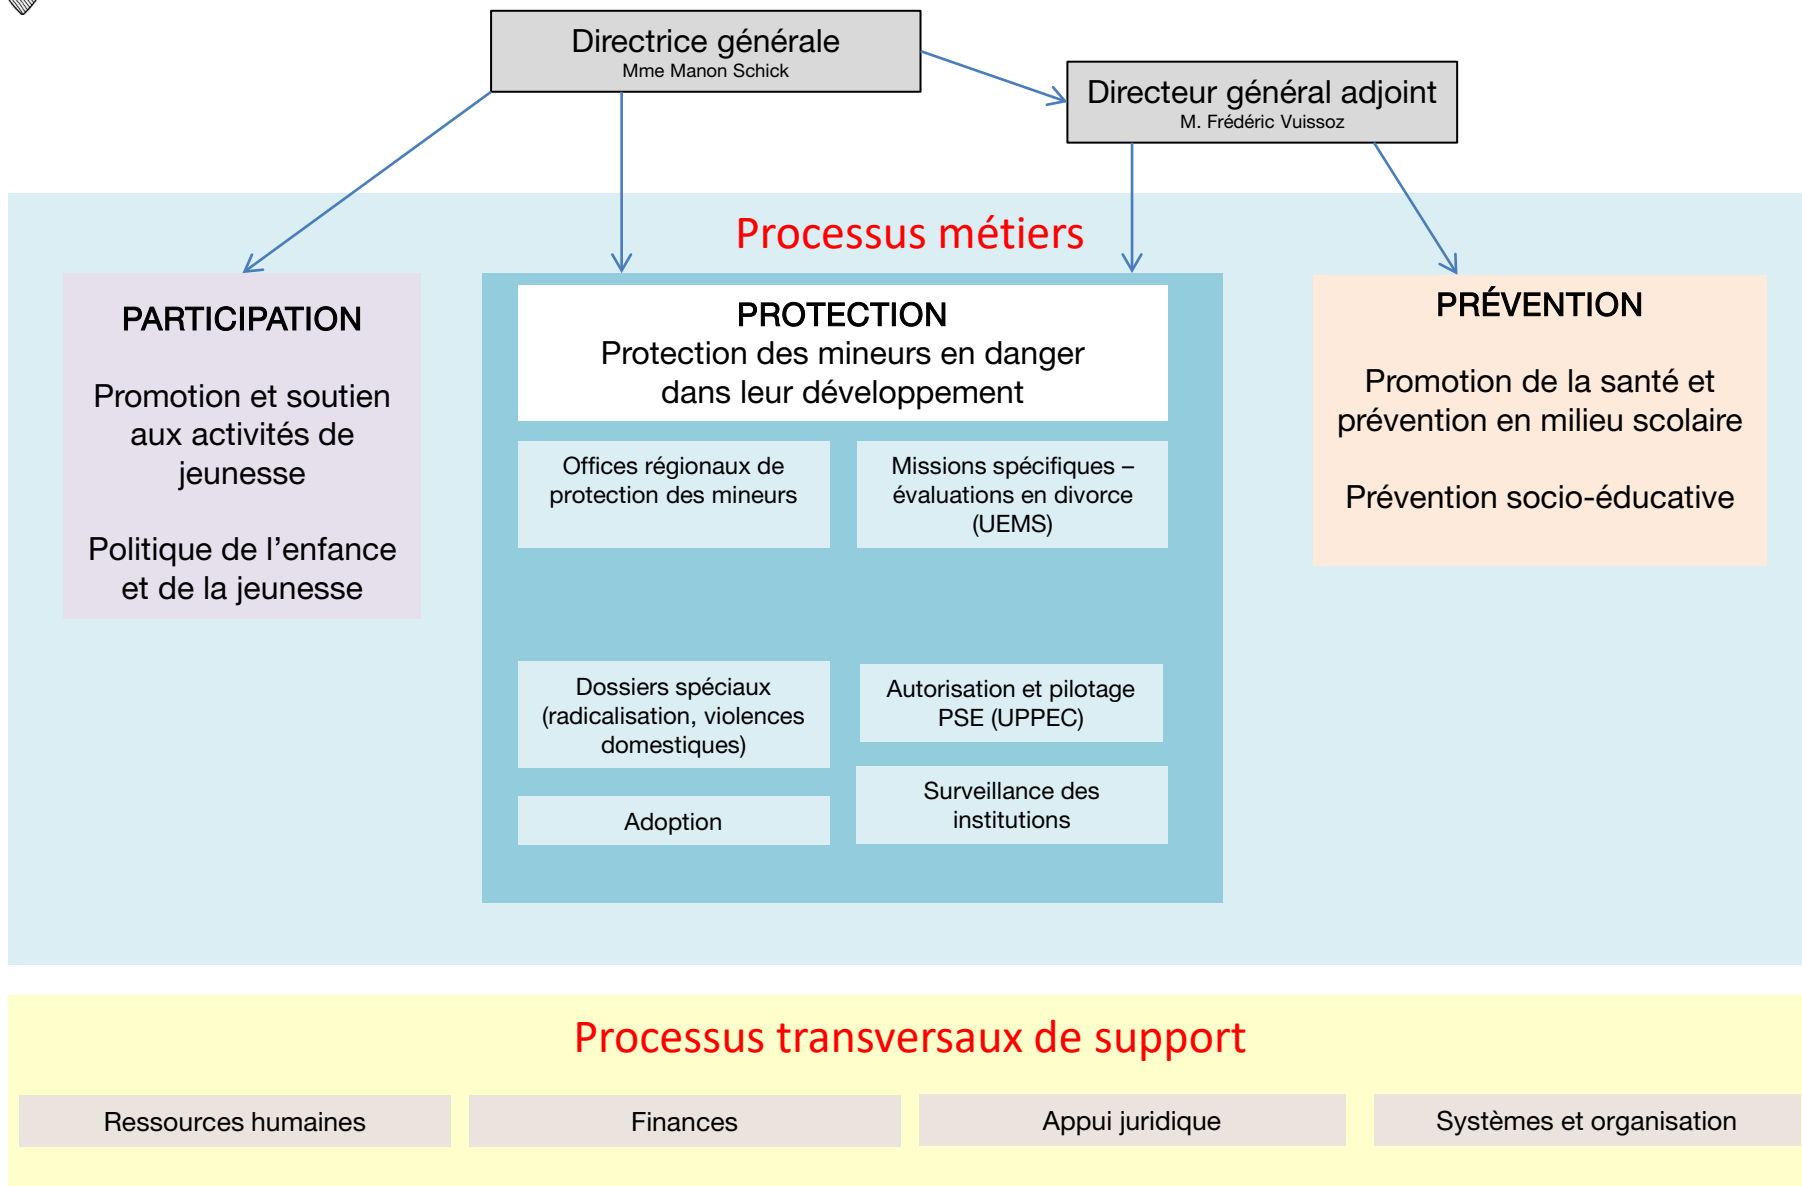 Directrice générale
Mme Manon Schick
Directeur général adjoint
M. Frédéric Vuissoz
Processus métiers
PARTICIPATION
Promotion et soutien
aux activités de
jeunesse
Politique de l’enfance
et de la jeunesse
PROTECTION
Protection des mineurs en danger
dans leur développement
Offices régionaux de
protection des mineurs
Missions spécifiques –
évaluations en divorce
(UEMS)
Dossiers spéciaux
(radicalisation, violences
domestiques)
Autorisation et pilotage
PSE (UPPEC)
Adoption
Surveillance des
institutions
PRÉVENTION
Promotion de la santé et
prévention en milieu scolaire
Prévention socio-éducative
Processus transversaux de support
Ressources humaines
Finances
Appui juridique
Systèmes et organisation